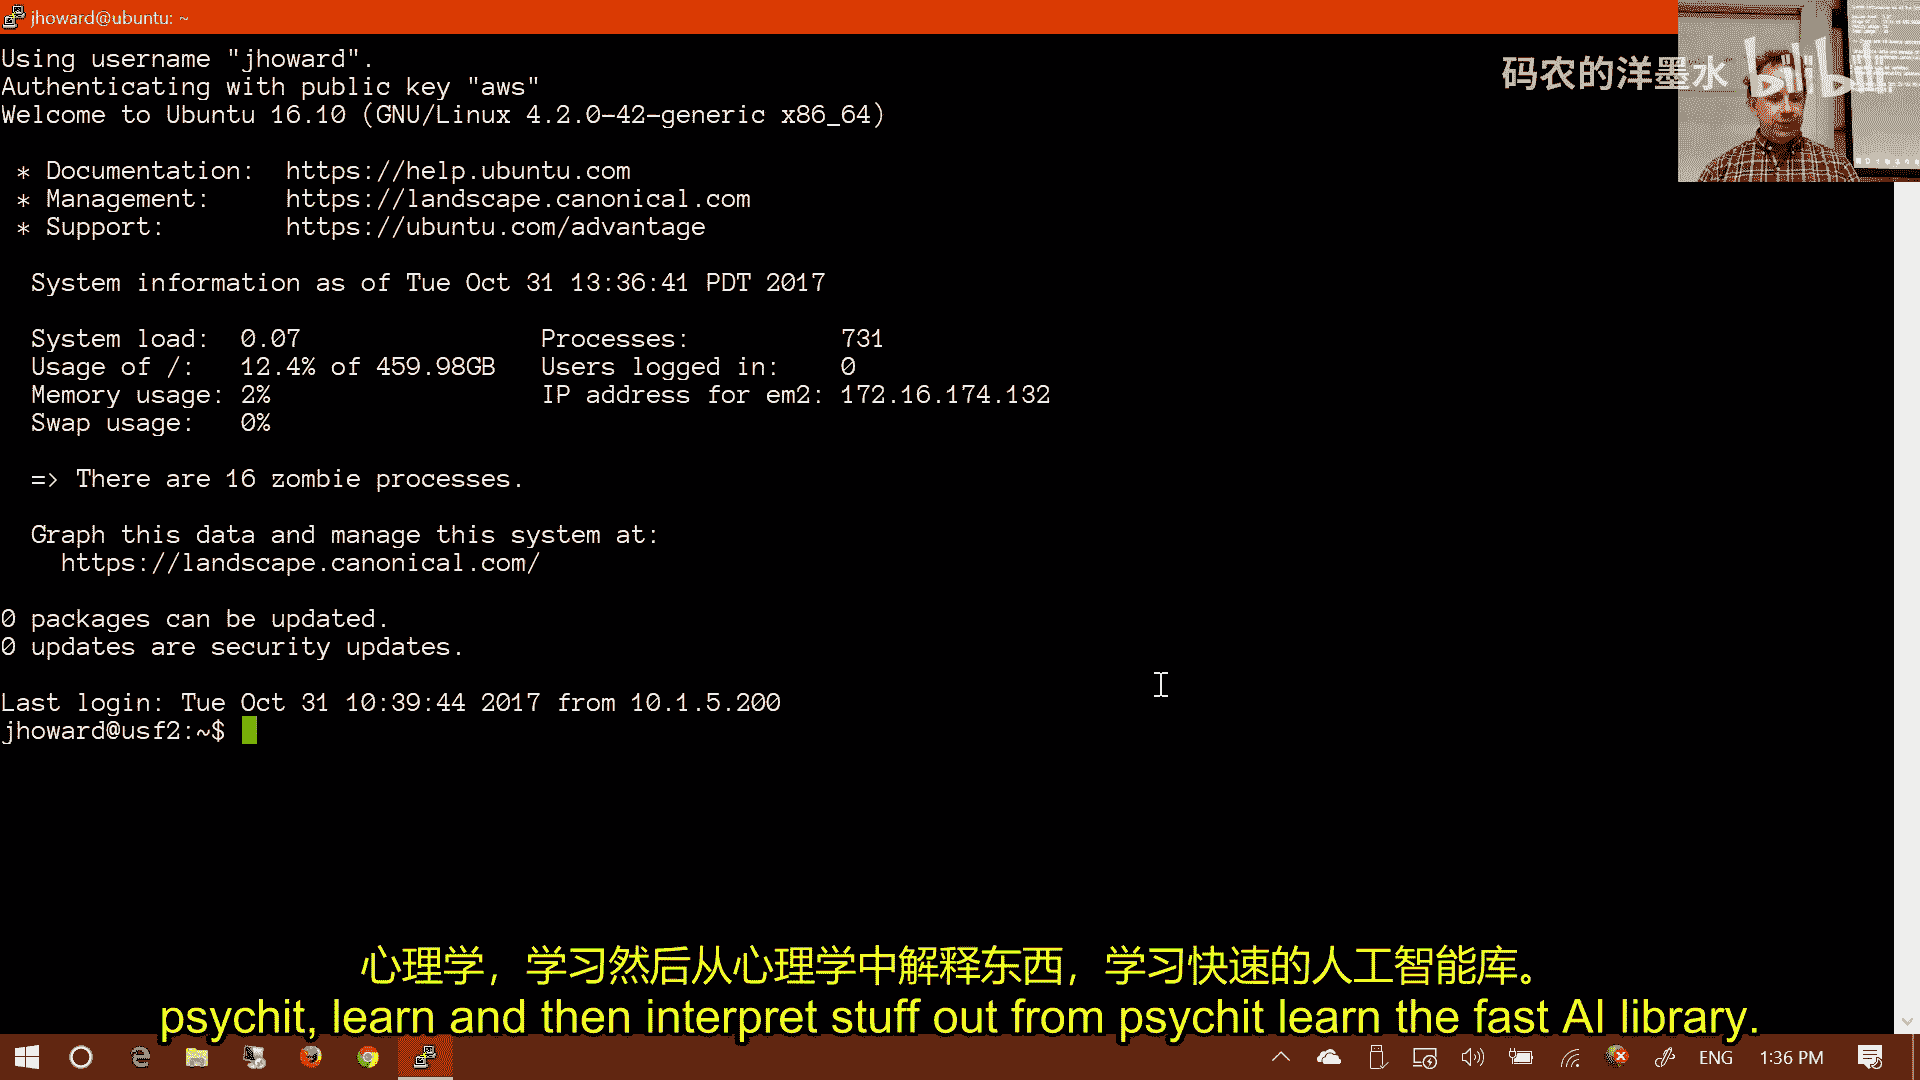 jhoward@ubuntu: ~
Using username "jhoward".
Authenticating with public key "aws"
Welcome to Ubuntu 16.10 (GNU/Linux 4.2.0-42-generic x86_64)
码农的洋墨水 bilibili
* Documentation: https://help.ubuntu.com
* Management: https://landscape.canonical.com
* Support: https://ubuntu.com/advantage
System information as of Tue Oct 31 13:36:41 PDT 2017
System load: 0.07 Processes: 731
Usage of /: 12.4% of 459.98GB Users logged in: 0
Memory usage: 2% IP address for em2: 172.16.174.132
Swap usage: 0%
=> There are 16 zombie processes.
Graph this data and manage this system at:
https://landscape.canonical.com/
0 packages can be updated.
0 updates are security updates.
Last login: Tue Oct 31 10:39:44 2017 from 10.1.5.200
jhoward@usf2:~$
心理学，学习然后从心理学中解释东西，学习快速的人工智能库。
psychit, learn and then interpret stuff out from psychit learn the fast AI library.
ENG 1:36 PM